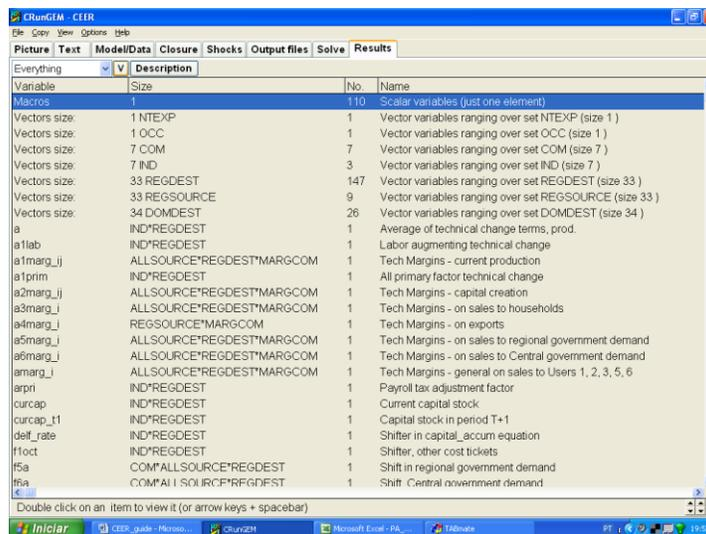 CRunGEM - CEER
File Copy View Options Help
Picture Text Model/Data Closure Shocks Output files Solve Results
Everything V Description
Variable Size No. Name
Macros 1 110 Scalar variables (just one element)
Vectors size: 1 NTEXP 1 Vector variables ranging over set NTEXP (size 1 )
Vectors size: 1 OCC 1 Vector variables ranging over set OCC (size 1 )
Vectors size: 7 COM 7 Vector variables ranging over set COM (size 7 )
Vectors size: 7 IND 3 Vector variables ranging over set IND (size 7 )
Vectors size: 33 REGDEST 147 Vector variables ranging over set REGDEST (size 33 )
Vectors size: 33 REGSOURCE 9 Vector variables ranging over set REGSOURCE (size 33 )
Vectors size: 34 DOMDEST 26 Vector variables ranging over set DOMDEST (size 34 )
a IND*REGDEST 1 Average of technical change terms, prod.
a1lab IND*REGDEST 1 Labor augmenting technical change
a1marg_ij ALLSOURCE*REGDEST*MARGCOM 1 Tech Margins - current production
a1prim IND*REGDEST 1 All primary factor technical change
a2marg_ij ALLSOURCE*REGDEST*MARGCOM 1 Tech Margins - capital creation
a3marg_i ALLSOURCE*REGDEST*MARGCOM 1 Tech Margins - on sales to households
a4marg_i REGSOURCE*MARGCOM 1 Tech Margins - on exports
a5marg_i ALLSOURCE*REGDEST*MARGCOM 1 Tech Margins - on sales to regional government demand
a6marg_i ALLSOURCE*REGDEST*MARGCOM 1 Tech Margins - on sales to Central government demand
amarg_i ALLSOURCE*REGDEST*MARGCOM 1 Tech Margins - general on sales to Users 1, 2, 3, 5, 6
arpri IND*REGDEST 1 Payroll tax adjustment factor
curcap IND*REGDEST 1 Current capital stock
curcap_t1 IND*REGDEST 1 Capital stock in period T+1
delf_rate IND*REGDEST 1 Shifter in capital_accum equation
f1oct IND*REGDEST 1 Shifter, other cost tickets
f5a COM*ALLSOURCE*REGDEST 1 Shift in regional government demand
f6a COM*ALLSOURCE*REGDEST 1 Shift, Central government demand
Double click on an item to view it (or arrow keys + spacebar)
Iniciar CEER_guide - Microso... CRunGEM Microsoft Excel - PA_... TABmate PT